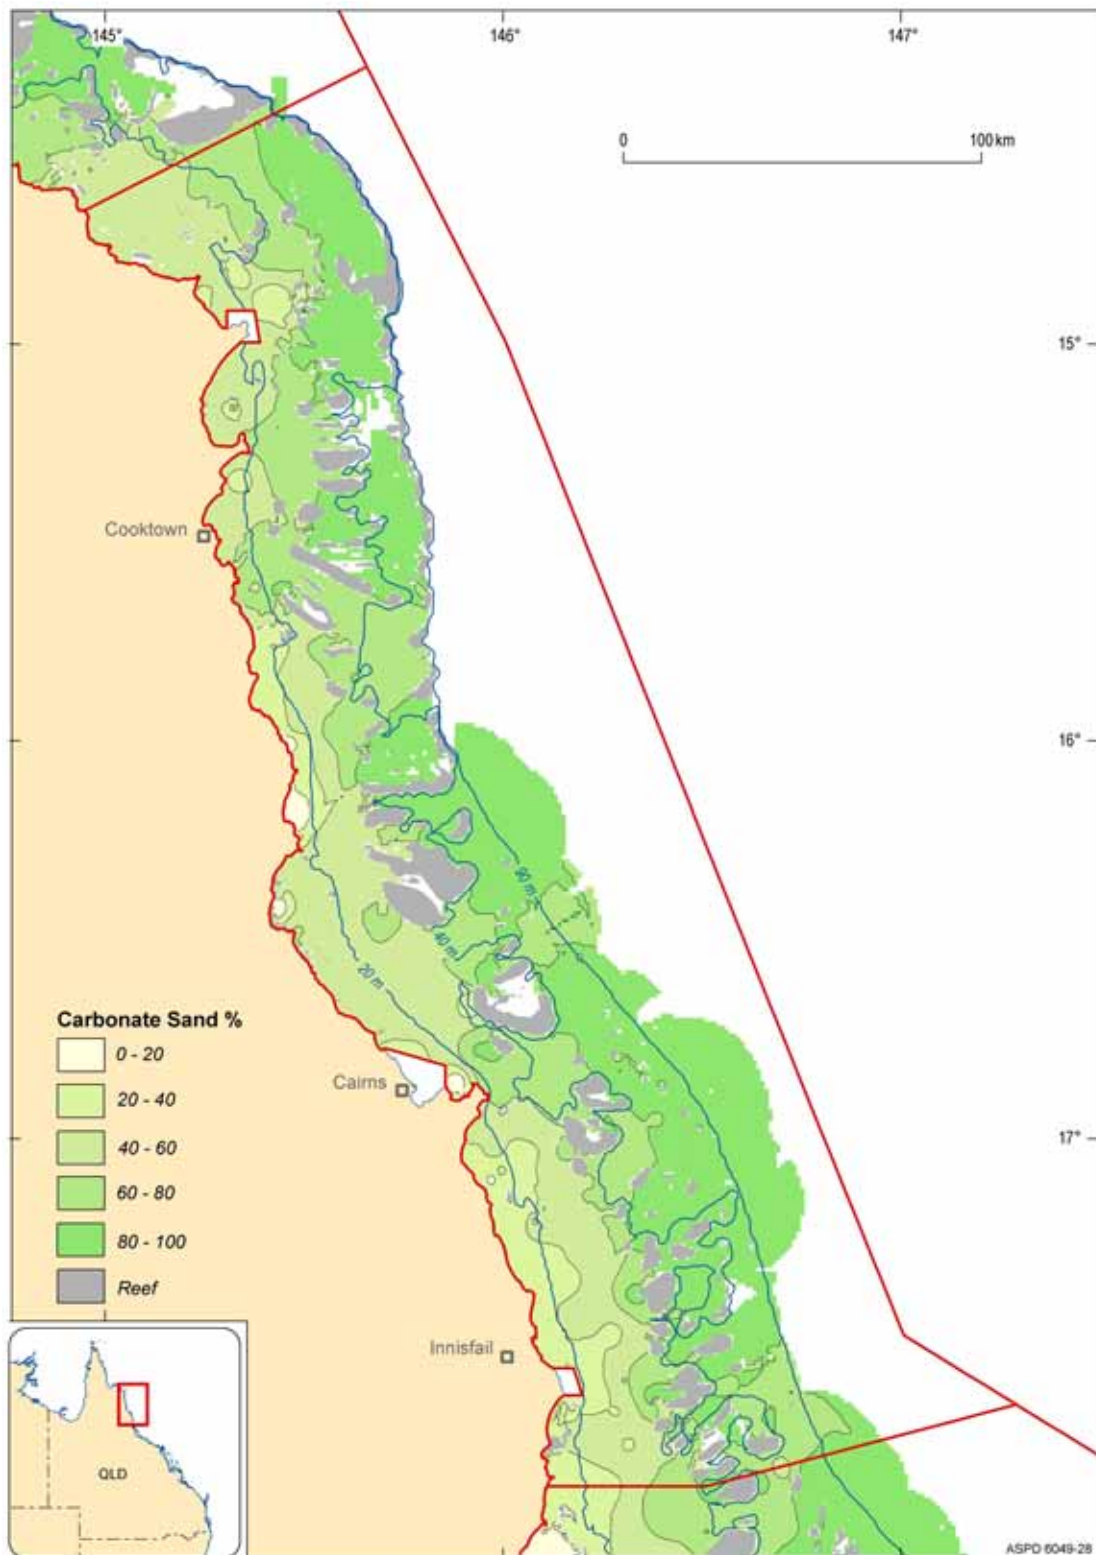 145°
146°
147°
0
100 km
15°
Cooktown
16°
90 m
40 m
20 m
Carbonate Sand %
0 - 20
20 - 40
40 - 60
60 - 80
80 - 100
Reef
Cairns
17°
Innisfail
QLD
ASPD 6049-28